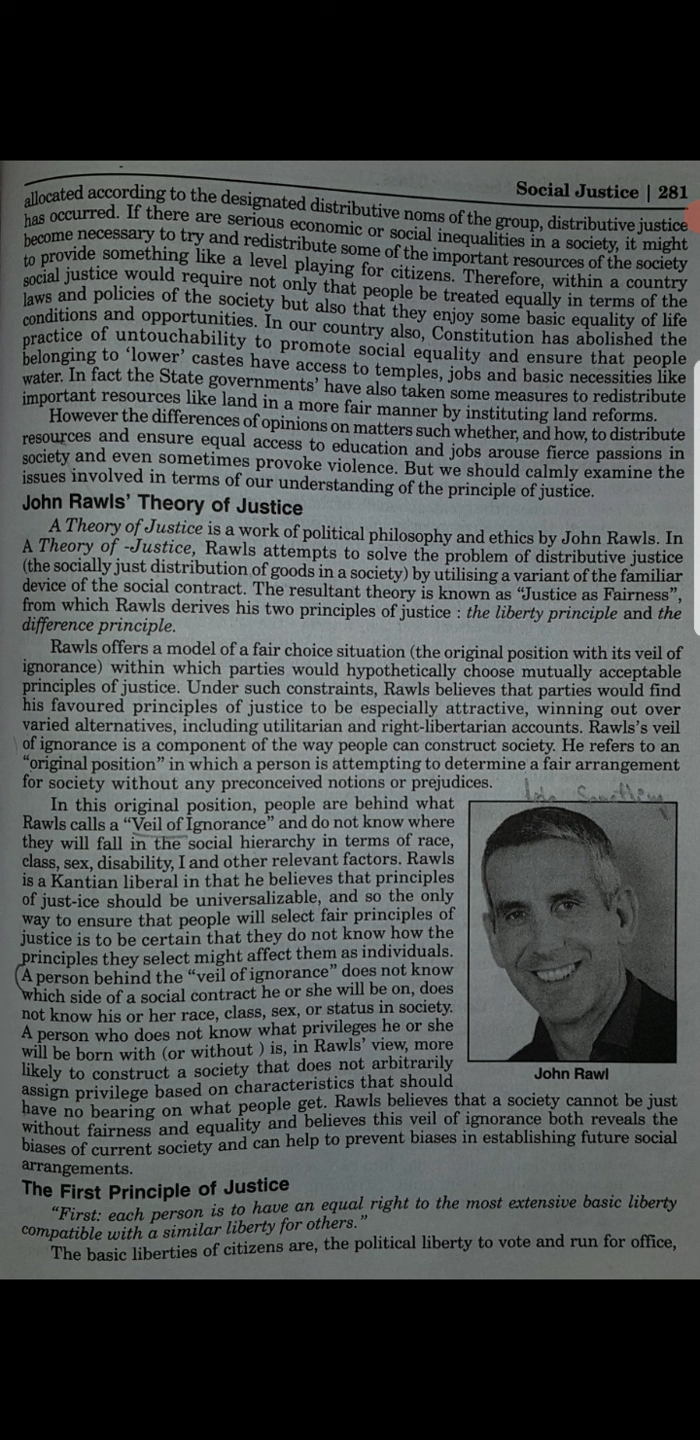 Social Justice | 281
allocated according to the designated distributive noms of the group, distributive justice
has occurred. If there are serious economic or social inequalities in a society, it might
become necessary to try and redistribute some of the important resources of the society
to provide something like a level playing for citizens. Therefore, within a country
social justice would require not only that people be treated equally in terms of the
laws and policies of the society but also that they enjoy some basic equality of life
conditions and opportunities. In our country also, Constitution has abolished the
practice of untouchability to promote social equality and ensure that people
belonging to ‘lower’ castes have access to temples, jobs and basic necessities like
water. In fact the State governments’ have also taken some measures to redistribute
important resources like land in a more fair manner by instituting land reforms.
However the differences of opinions on matters such whether, and how, to distribute
resources and ensure equal access to education and jobs arouse fierce passions in
society and even sometimes provoke violence. But we should calmly examine the
issues involved in terms of our understanding of the principle of justice.
John Rawls’ Theory of Justice
A Theory of Justice is a work of political philosophy and ethics by John Rawls. In
A Theory of -Justice, Rawls attempts to solve the problem of distributive justice
(the socially just distribution of goods in a society) by utilising a variant of the familiar
device of the social contract. The resultant theory is known as “Justice as Fairness”,
from which Rawls derives his two principles of justice : the liberty principle and the
difference principle.
Rawls offers a model of a fair choice situation (the original position with its veil of
ignorance) within which parties would hypothetically choose mutually acceptable
principles of justice. Under such constraints, Rawls believes that parties would find
his favoured principles of justice to be especially attractive, winning out over
varied alternatives, including utilitarian and right-libertarian accounts. Rawls’s veil
of ignorance is a component of the way people can construct society. He refers to an
“original position” in which a person is attempting to determine a fair arrangement
for society without any preconceived notions or prejudices.
In this original position, people are behind what
Rawls calls a “Veil of Ignorance” and do not know where
they will fall in the social hierarchy in terms of race,
class, sex, disability, I and other relevant factors. Rawls
is a Kantian liberal in that he believes that principles
of just-ice should be universalizable, and so the only
way to ensure that people will select fair principles of
justice is to be certain that they do not know how the
principles they select might affect them as individuals.
A person behind the “veil of ignorance” does not know
which side of a social contract he or she will be on, does
not know his or her race, class, sex, or status in society.
A person who does not know what privileges he or she
will be born with (or without ) is, in Rawls’ view, more
likely to construct a society that does not arbitrarily
assign privilege based on characteristics that should
John Rawl
have no bearing on what people get. Rawls believes that a society cannot be just
without fairness and equality and believes this veil of ignorance both reveals the
biases of current society and can help to prevent biases in establishing future social
arrangements.
The First Principle of Justice
“First: each person is to have an equal right to the most extensive basic liberty
compatible with a similar liberty for others.”
The basic liberties of citizens are, the political liberty to vote and run for office,